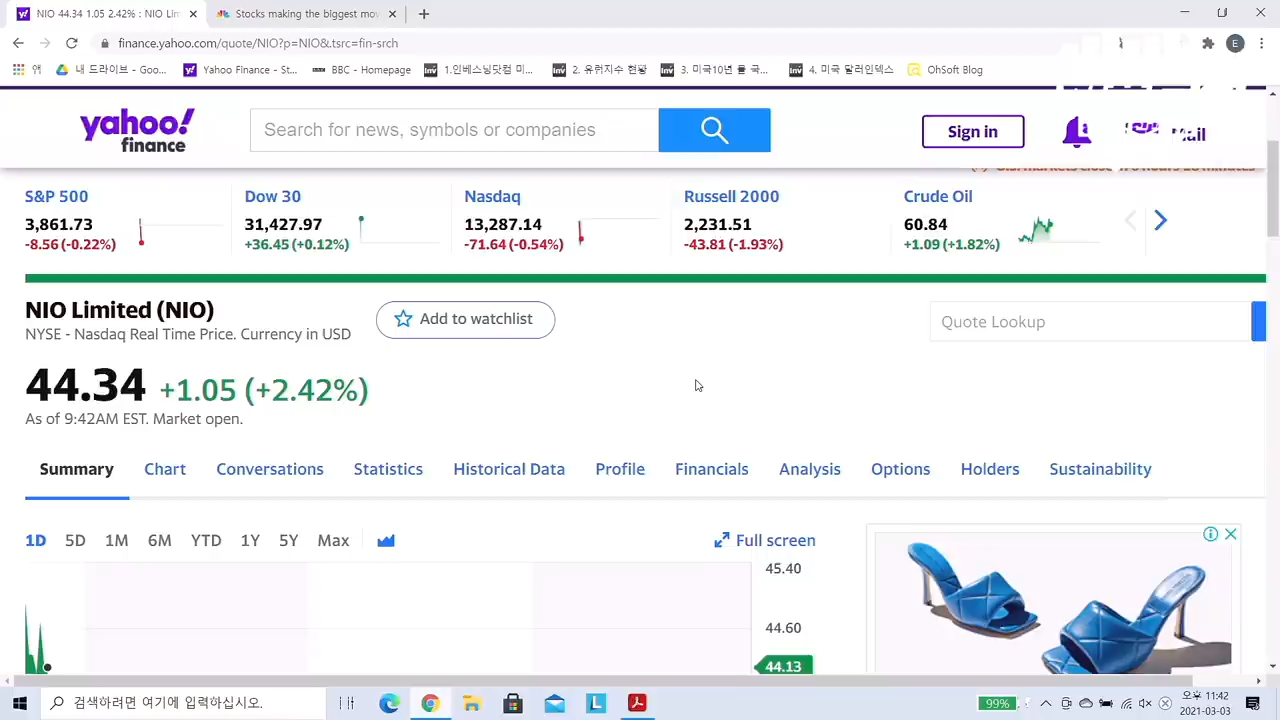 NIO 44.34 1.05 2.42% : NIO Lim
Stocks making the biggest mov
finance.yahoo.com/quote/NIO?p=NIO&.tsrc=fin-srch
E
앱
내 드라이브 - Goo...
Yahoo Finance - St...
BBC - Homepage
1.인베스닝닷컴 미...
2. 유럽지수 현황
3. 미국10년 물 국...
4. 미국 달러인덱스
OhSoft Blog
yahoo!
finance
Search for news, symbols or companies
Sign in
S&P 500
3,861.73
-8.56 (-0.22%)
Dow 30
31,427.97
+36.45 (+0.12%)
Nasdaq
13,287.14
-71.64 (-0.54%)
Russell 2000
2,231.51
-43.81 (-1.93%)
Crude Oil
60.84
+1.09 (+1.82%)
NIO Limited (NIO)
NYSE - Nasdaq Real Time Price. Currency in USD
Add to watchlist
Quote Lookup
44.34 +1.05 (+2.42%)
As of 9:42AM EST. Market open.
Summary Chart Conversations Statistics Historical Data Profile Financials Analysis Options Holders Sustainability
1D 5D 1M 6M YTD 1Y 5Y Max
Full screen
45.40
44.60
44.13
검색하려면 여기에 입력하십시오.
99%
오후 11:42
2021-03-03